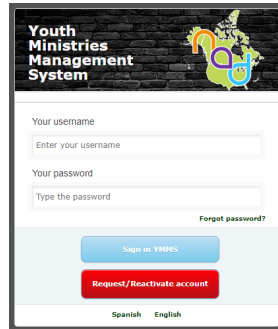 Youth
Ministries
Management
System
nad
Your username
Enter your username
Your password
Type the password
Forgot password?
Sign in YMMS
Request/Reactivate account
Spanish English